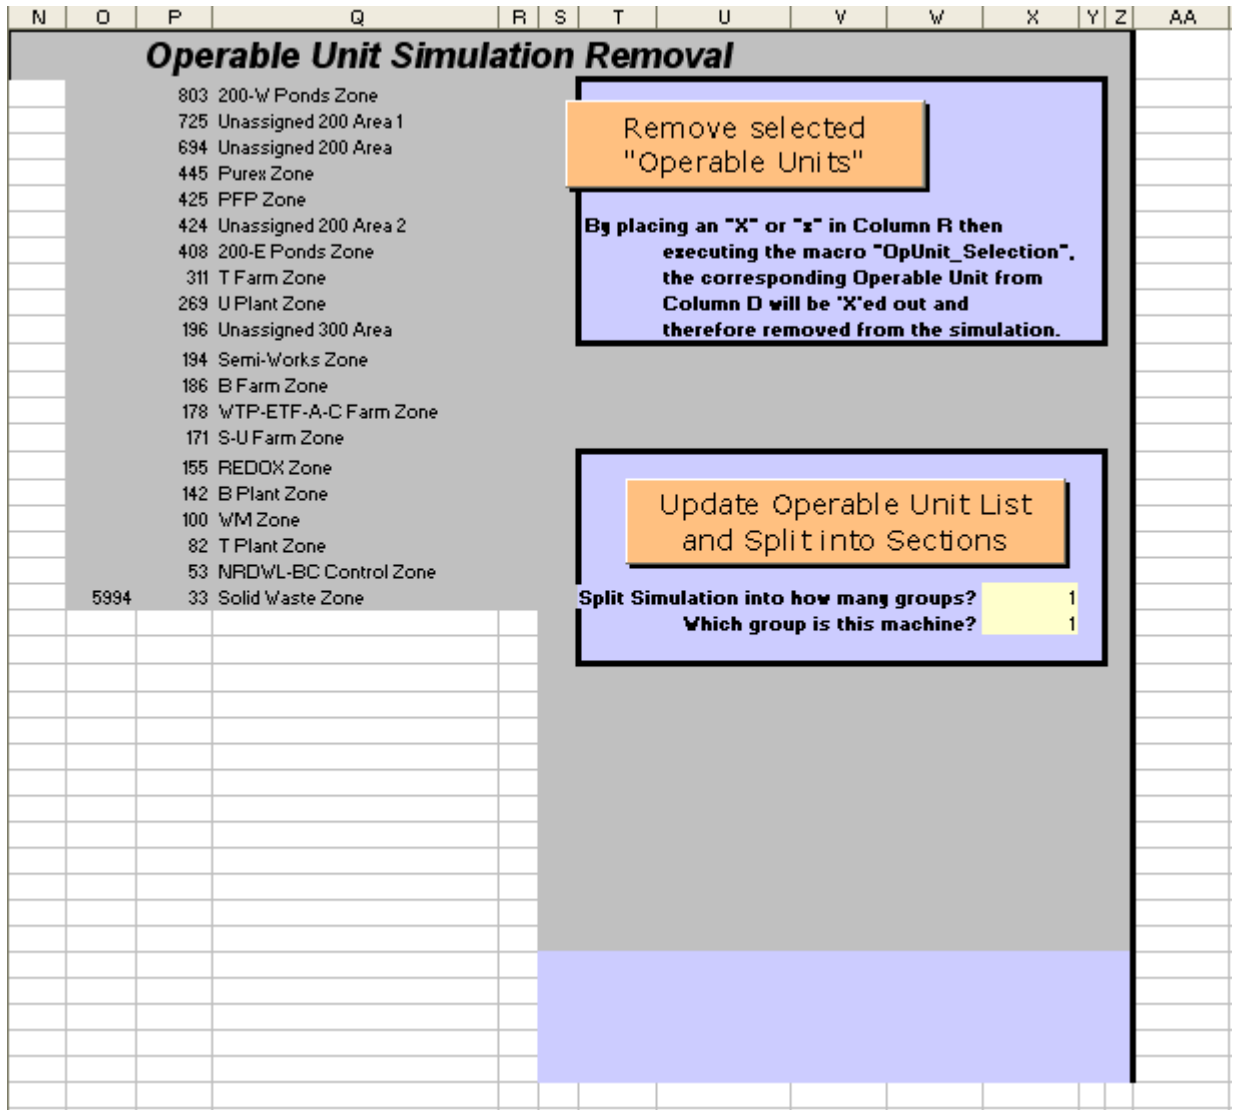 N O P Q R S T U V W X Y Z AA
Operable Unit Simulation Removal
803 200-W Ponds Zone
725 Unassigned 200 Area 1
694 Unassigned 200 Area
445 Purex Zone
425 PFP Zone
424 Unassigned 200 Area 2
408 200-E Ponds Zone
311 T Farm Zone
269 U Plant Zone
196 Unassigned 300 Area
194 Semi-Works Zone
186 B Farm Zone
178 WTP-ETF-A-C Farm Zone
171 S-U Farm Zone
155 REDOX Zone
142 B Plant Zone
100 WM Zone
82 T Plant Zone
53 NRDWL-BC Control Zone
5994 33 Solid Waste Zone
Remove selected
"Operable Units"
By placing an "X" or "x" in Column R then
executing the macro "OpUnit_Selection",
the corresponding Operable Unit from
Column D will be 'X'ed out and
therefore removed from the simulation.
Update Operable Unit List
and Split into Sections
Split Simulation into how many groups? 1
Which group is this machine? 1